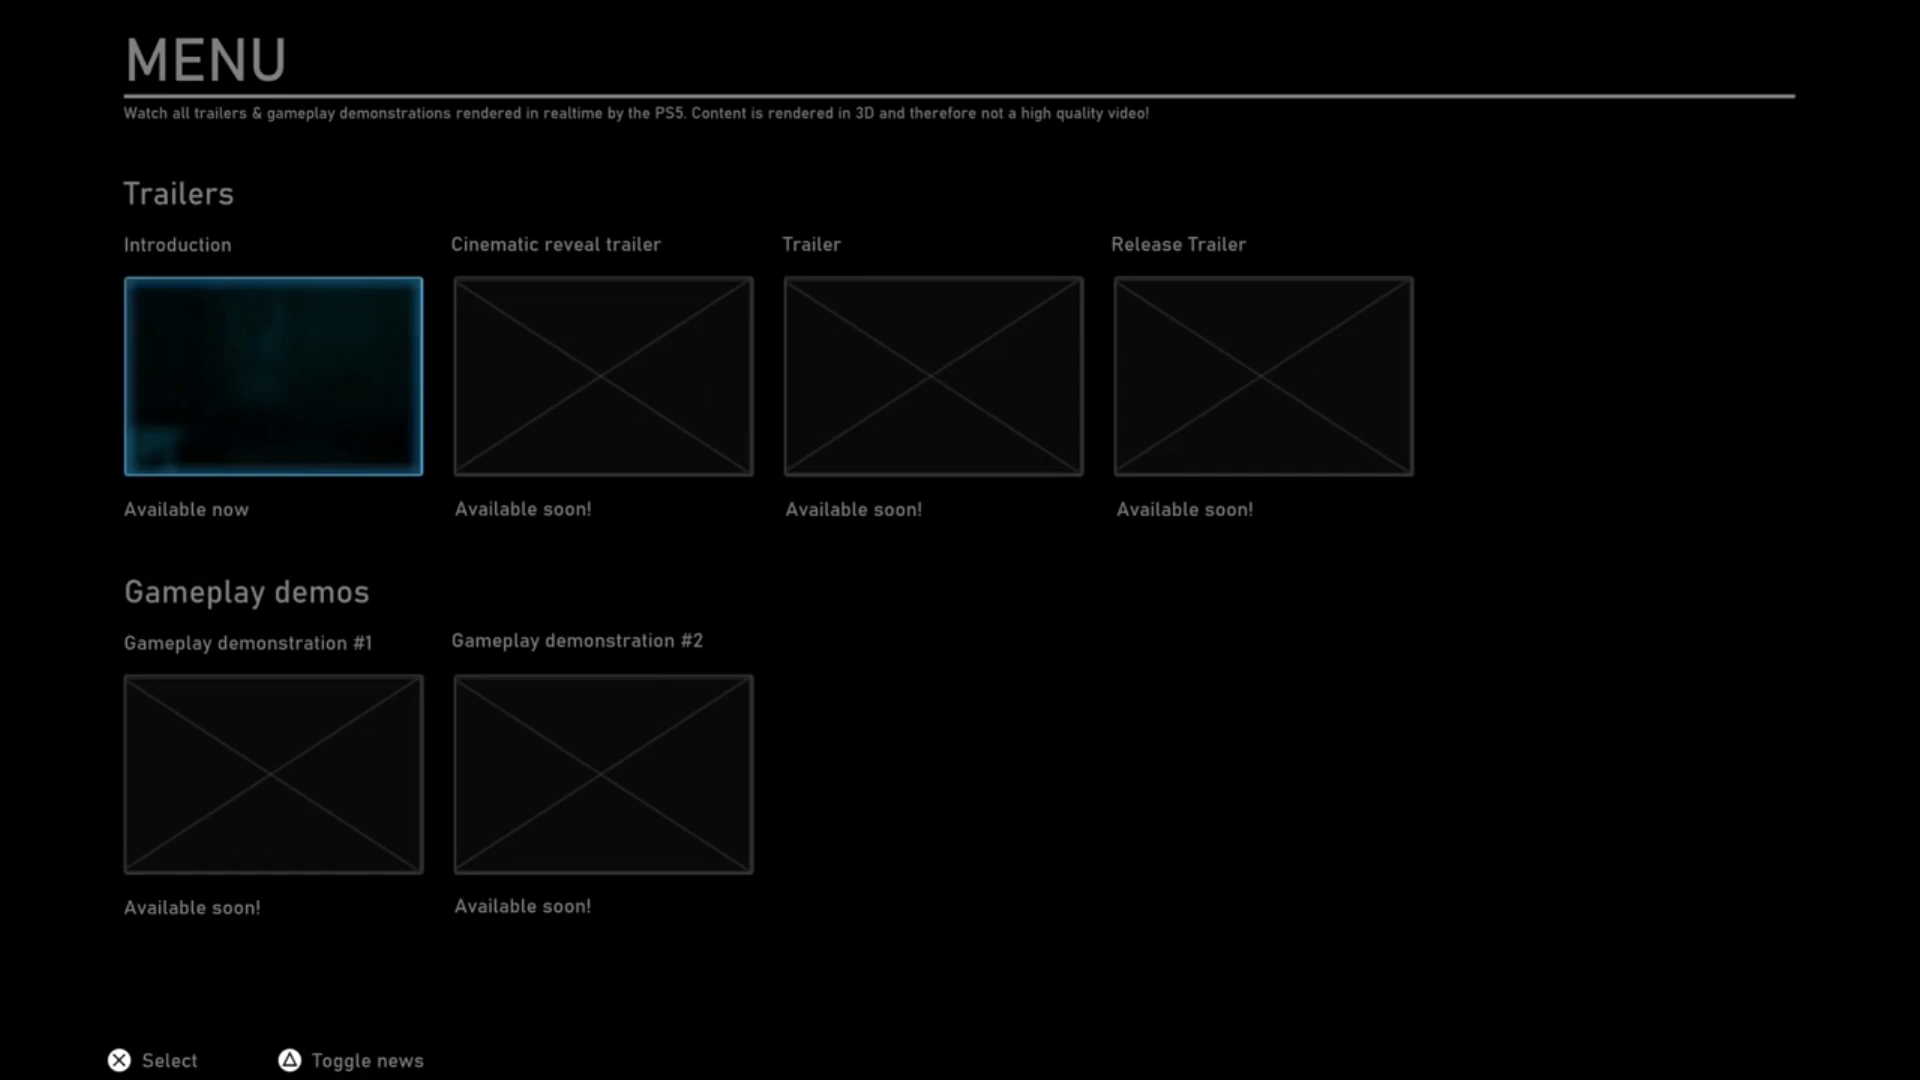 MENU
Watch all trailers & gameplay demonstrations rendered in realtime by the PS5. Content is rendered in 3D and therefore not a high quality video!
Trailers
Introduction
Cinematic reveal trailer
Trailer
Release Trailer
Available now
Available soon!
Available soon!
Available soon!
Gameplay demos
Gameplay demonstration #1
Gameplay demonstration #2
Available soon!
Available soon!
Select
Toggle news